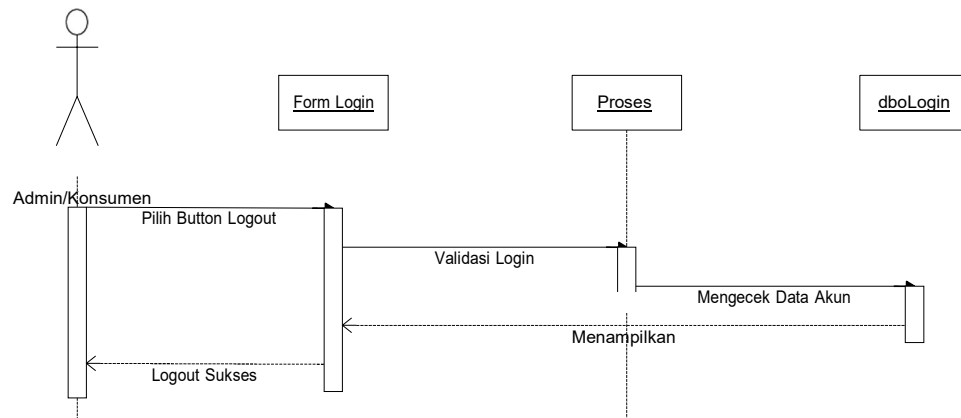 Form Login
Proses
dboLogin
Admin/Konsumen
Pilih Button Logout
Validasi Login
Mengecek Data Akun
Menampilkan
Logout Sukses